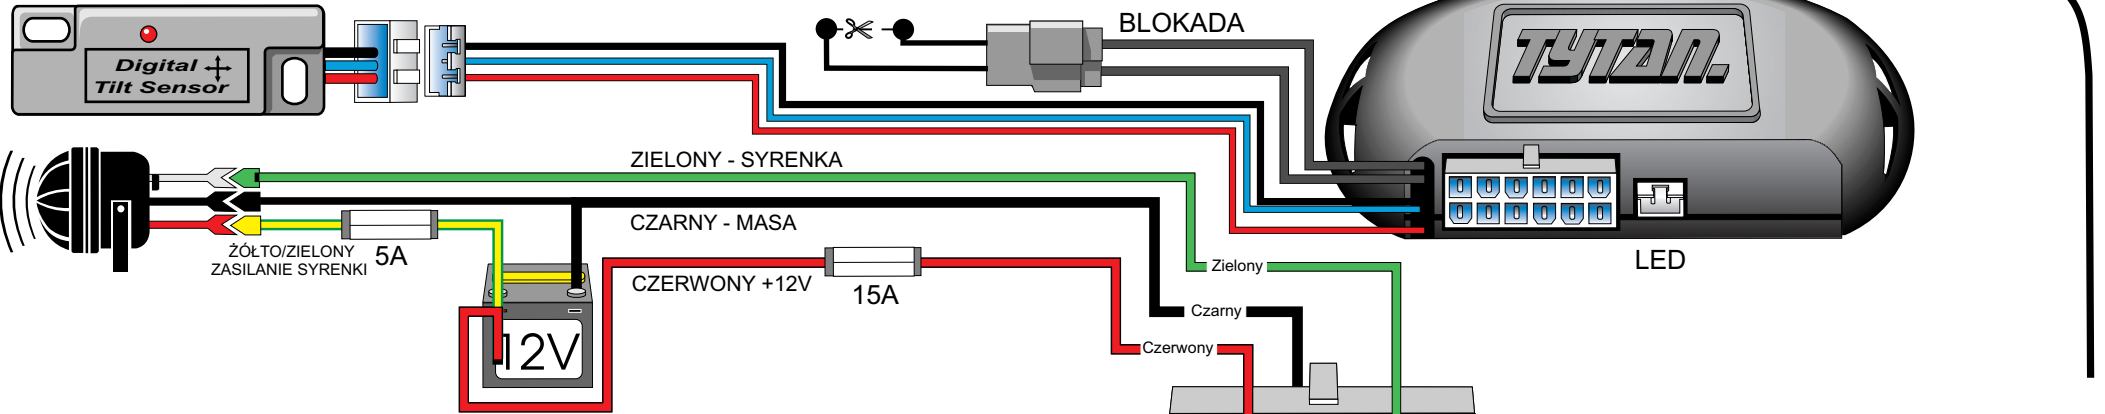 BLOKADA
TYTAN.
Digital
Tilt Sensor
ZIELONY - SYRENKA
CZARNY - MASA
ŻÓŁTO/ZIELONY
ZASILANIE SYRENKI
5A
CZERWONY +12V
15A
12V
Zielony
Czarny
Czerwony
LED